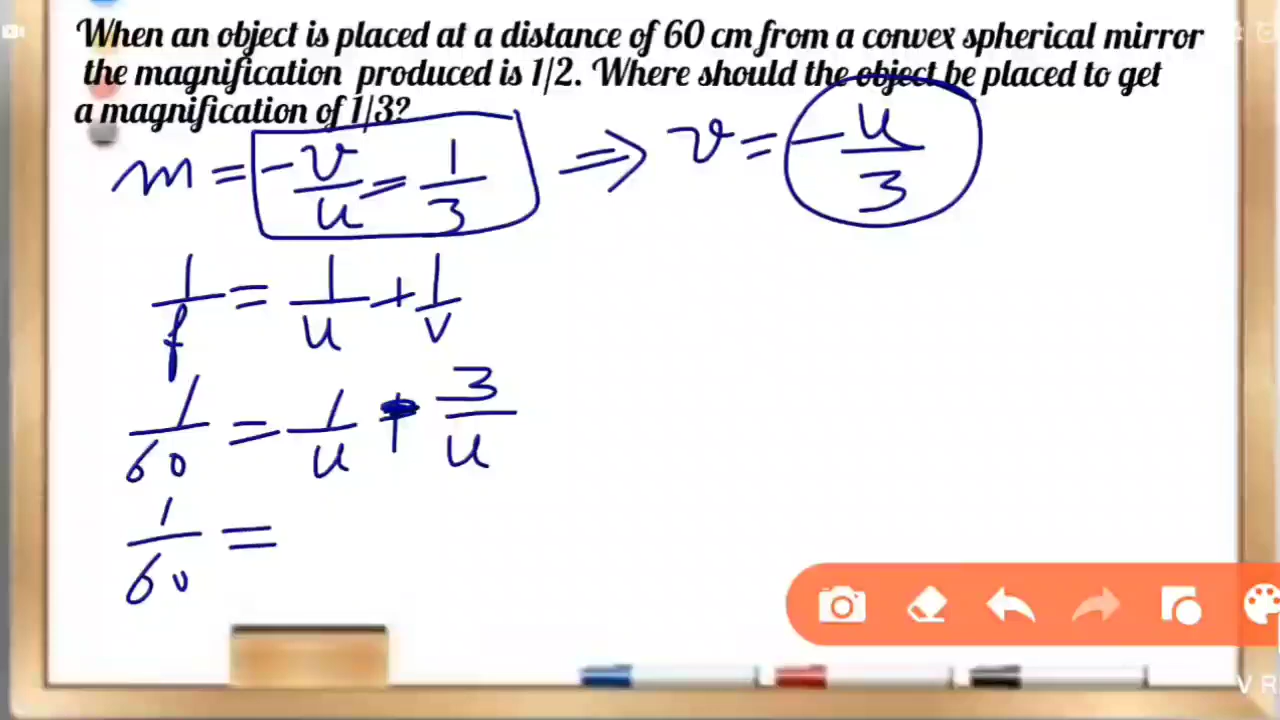 When an object is placed at a distance of 60 cm from a convex spherical mirror
the magnification produced is 1/2. Where should the object be placed to get
a magnification of 1/3?
m = -v/u = 1/3 ⇒ v = -u/3
1/f = 1/u + 1/v
1/60 = 1/u - 3/u
1/60 =
V R